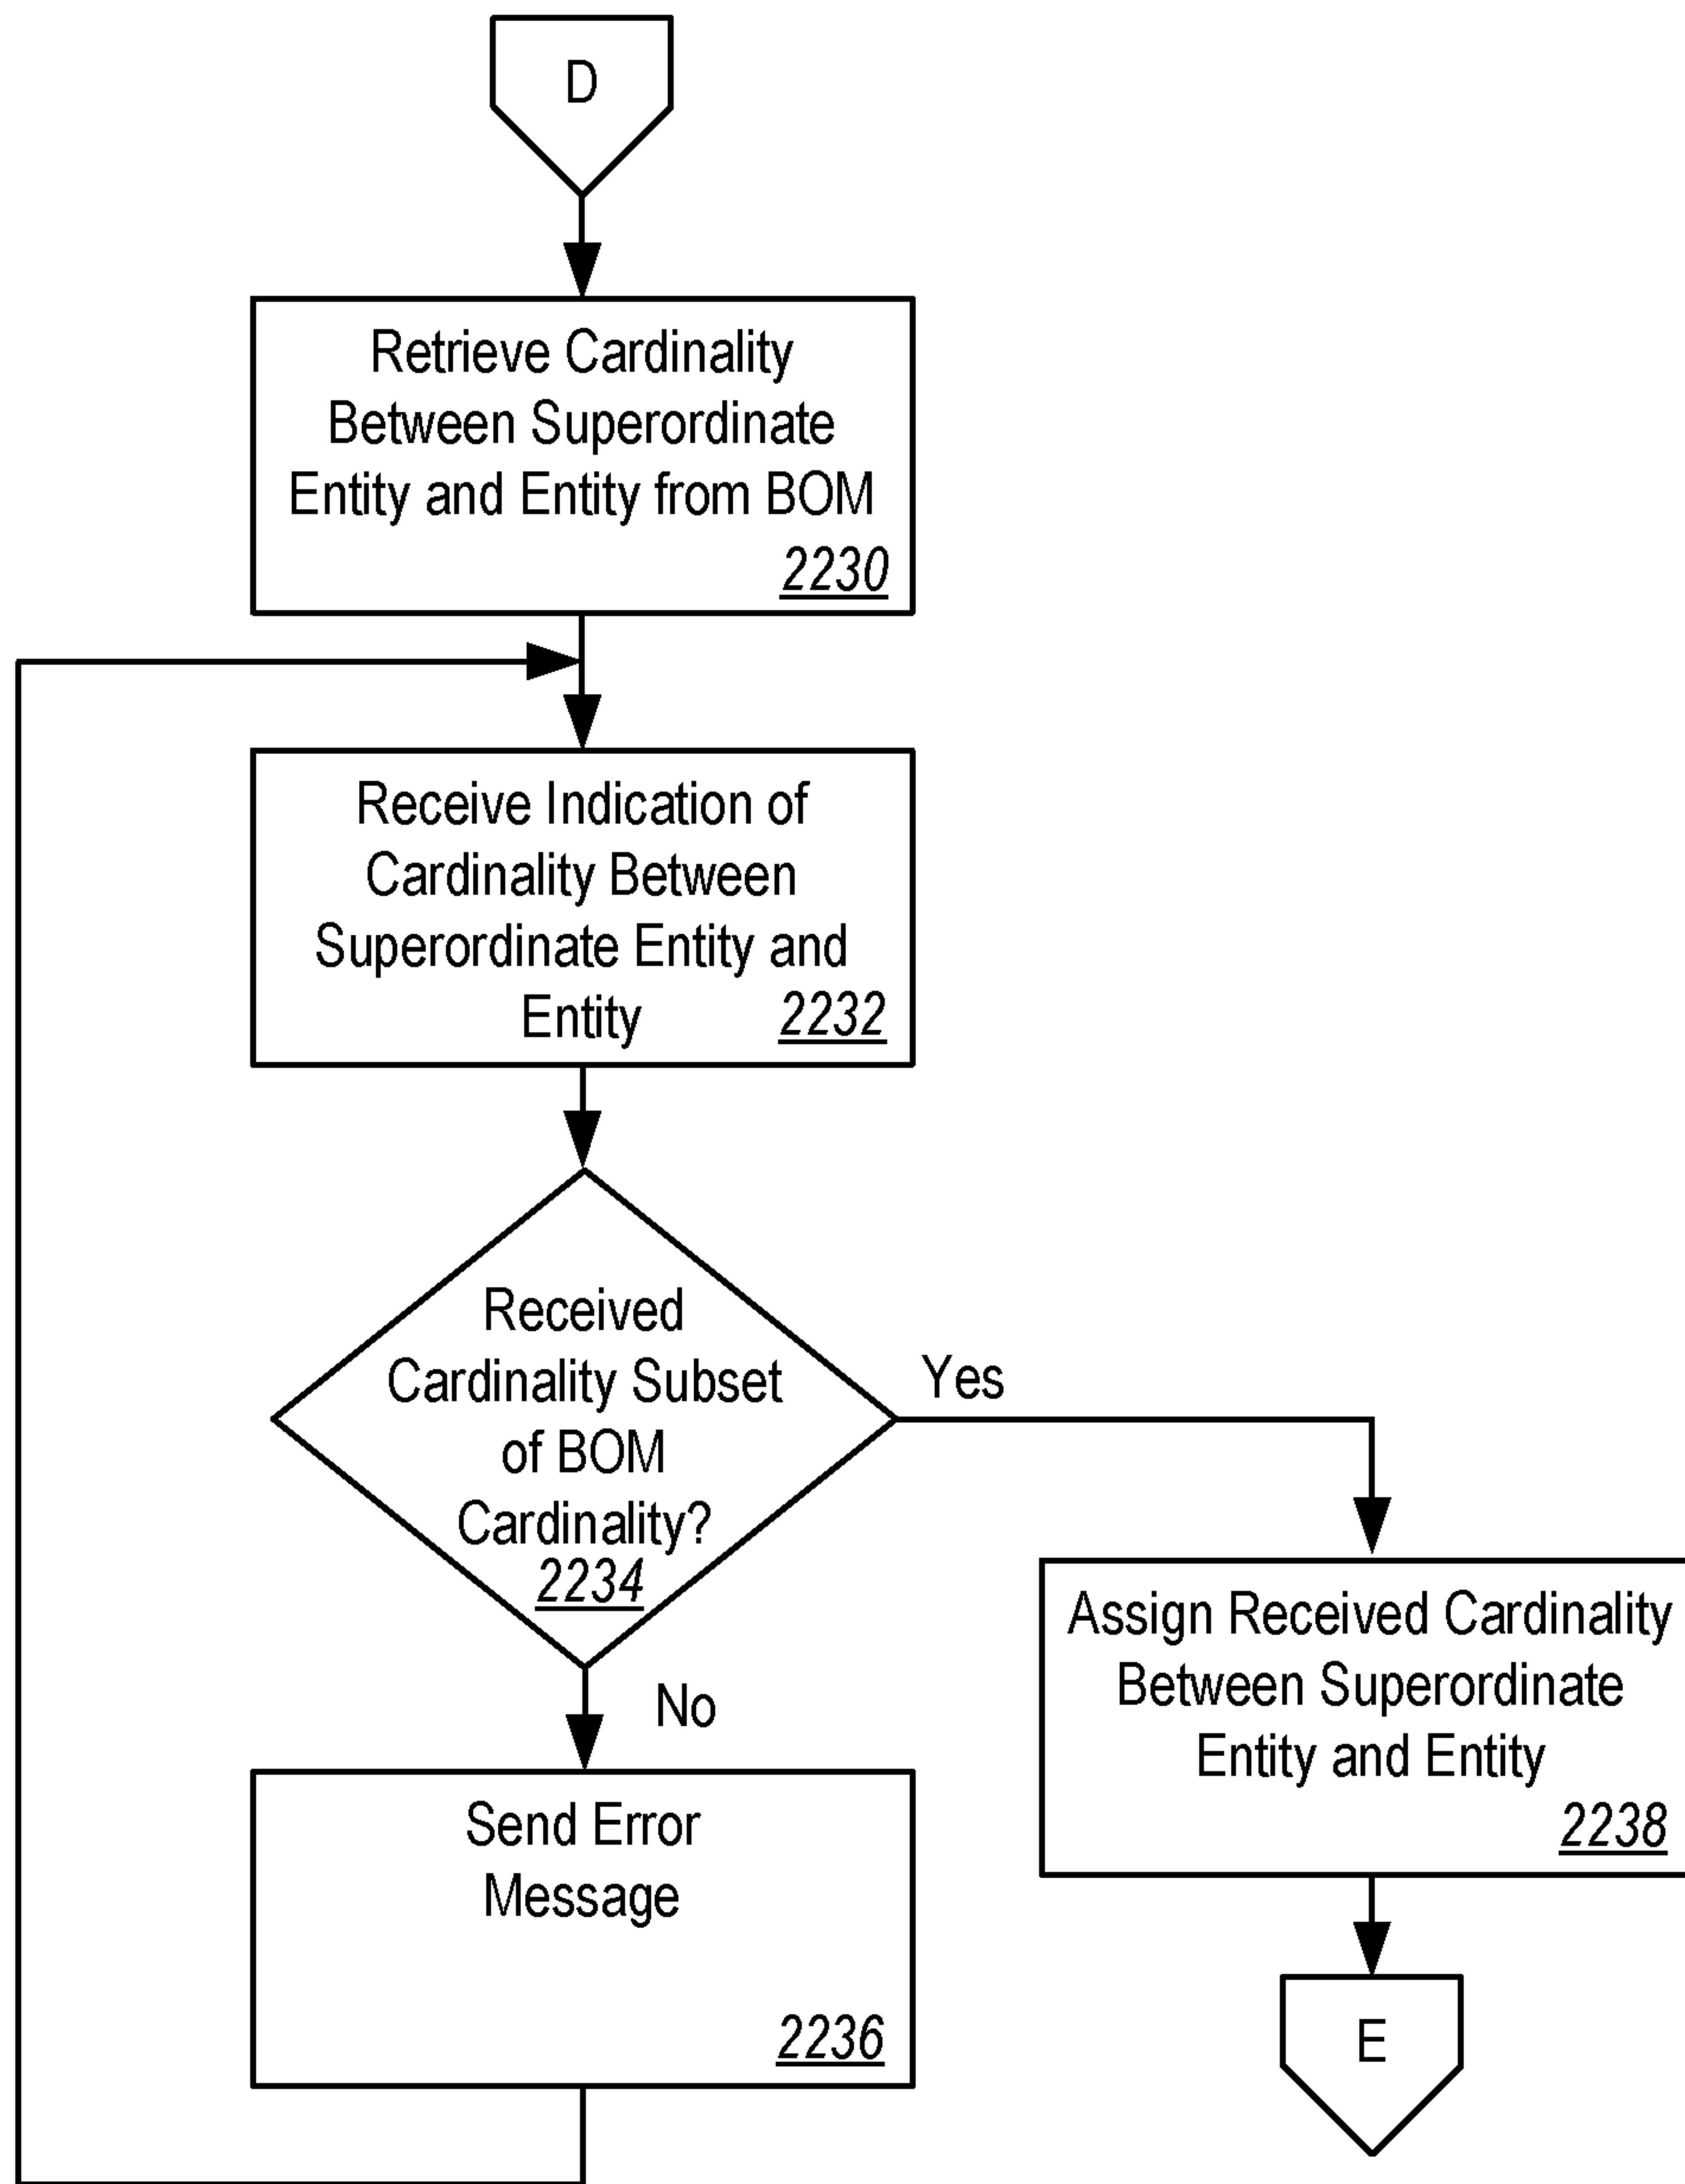 D
Retrieve Cardinality
Between Superordinate
Entity and Entity from BOM
2230
Receive Indication of
Cardinality Between
Superordinate Entity and
Entity 2232
Received
Cardinality Subset
of BOM
Cardinality?
2234
Yes
No
Send Error
Message
2236
Assign Received Cardinality
Between Superordinate
Entity and Entity
2238
E